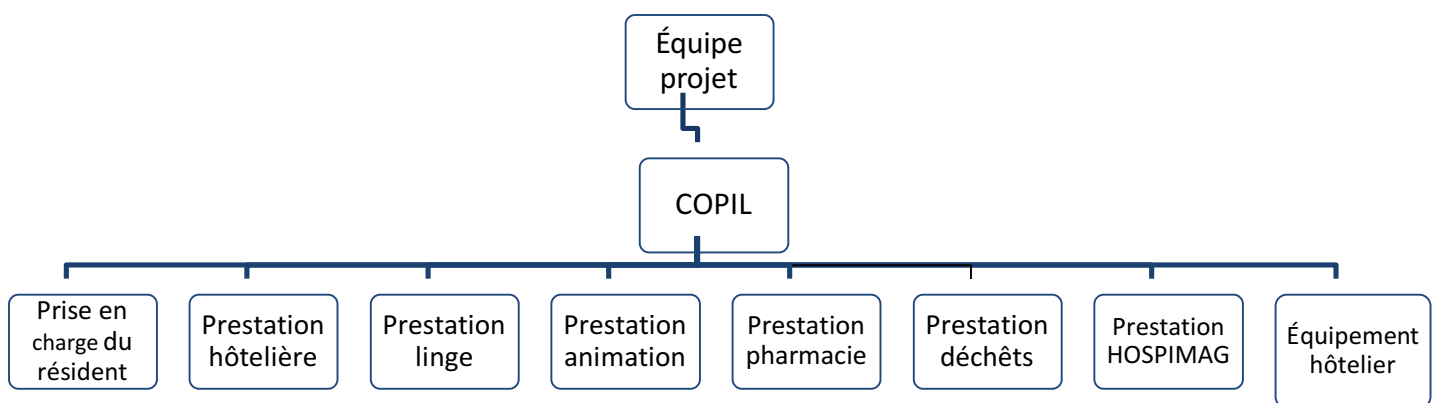 Équipe
projet
COPIL
Prise en
charge du
résident
Prestation
hôtelière
Prestation
linge
Prestation
animation
Prestation
pharmacie
Prestation
déchêts
Prestation
HOSPIMAG
Équipement
hôtelier